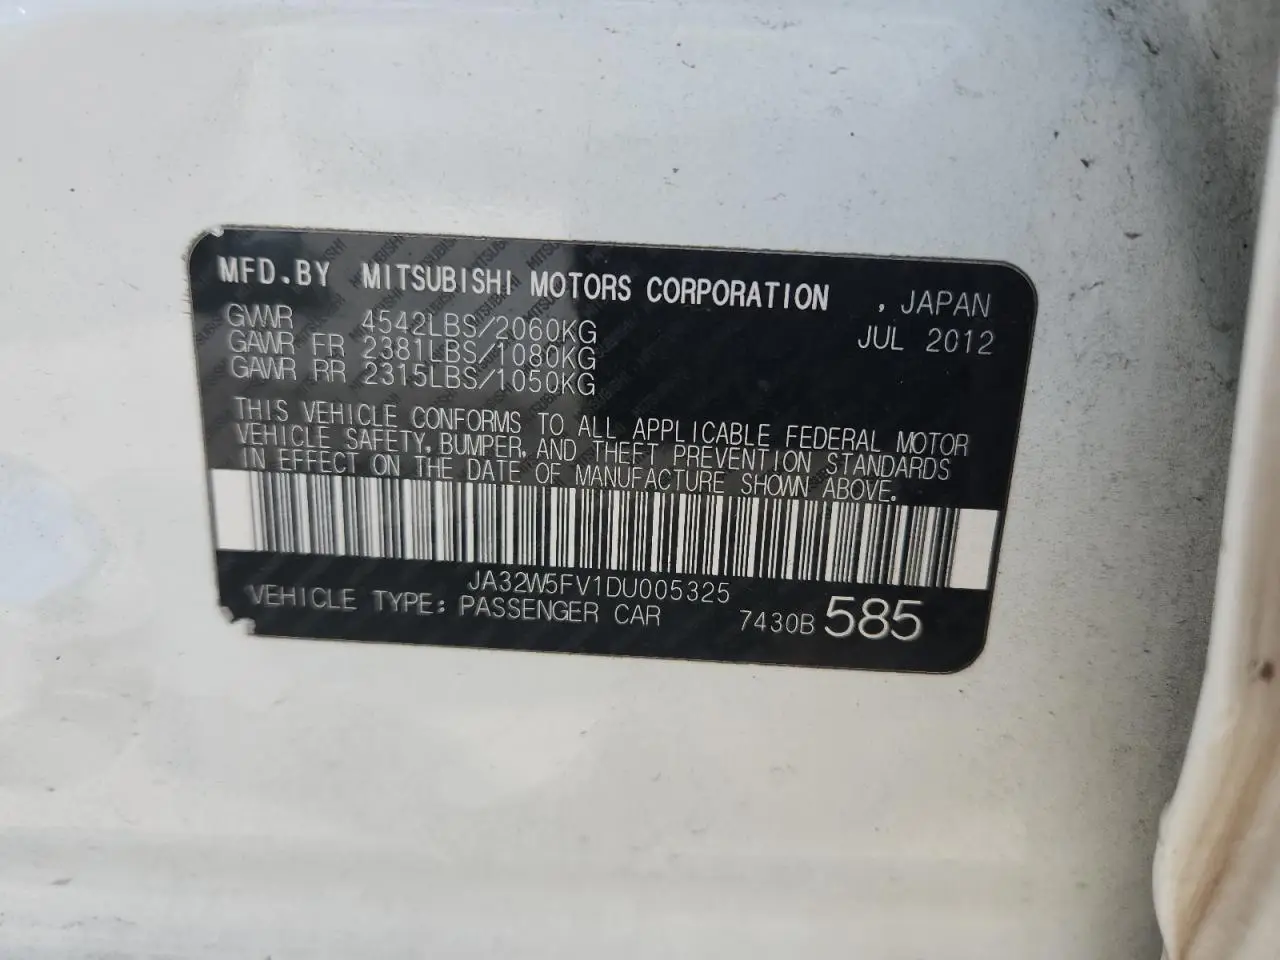 MFD.BY MITSUBISHI MOTORS CORPORATION , JAPAN
GVWR 4542LBS/2060KG JUL 2012
GAWR FR 2381LBS/1080KG
GAWR RR 2315LBS/1050KG
THIS VEHICLE CONFORMS TO ALL APPLICABLE FEDERAL MOTOR
VEHICLE SAFETY, BUMPER, AND THEFT PREVENTION STANDARDS
IN EFFECT ON THE DATE OF MANUFACTURE SHOWN ABOVE.
JA32W5FV1DU005325
VEHICLE TYPE: PASSENGER CAR 7430B 585